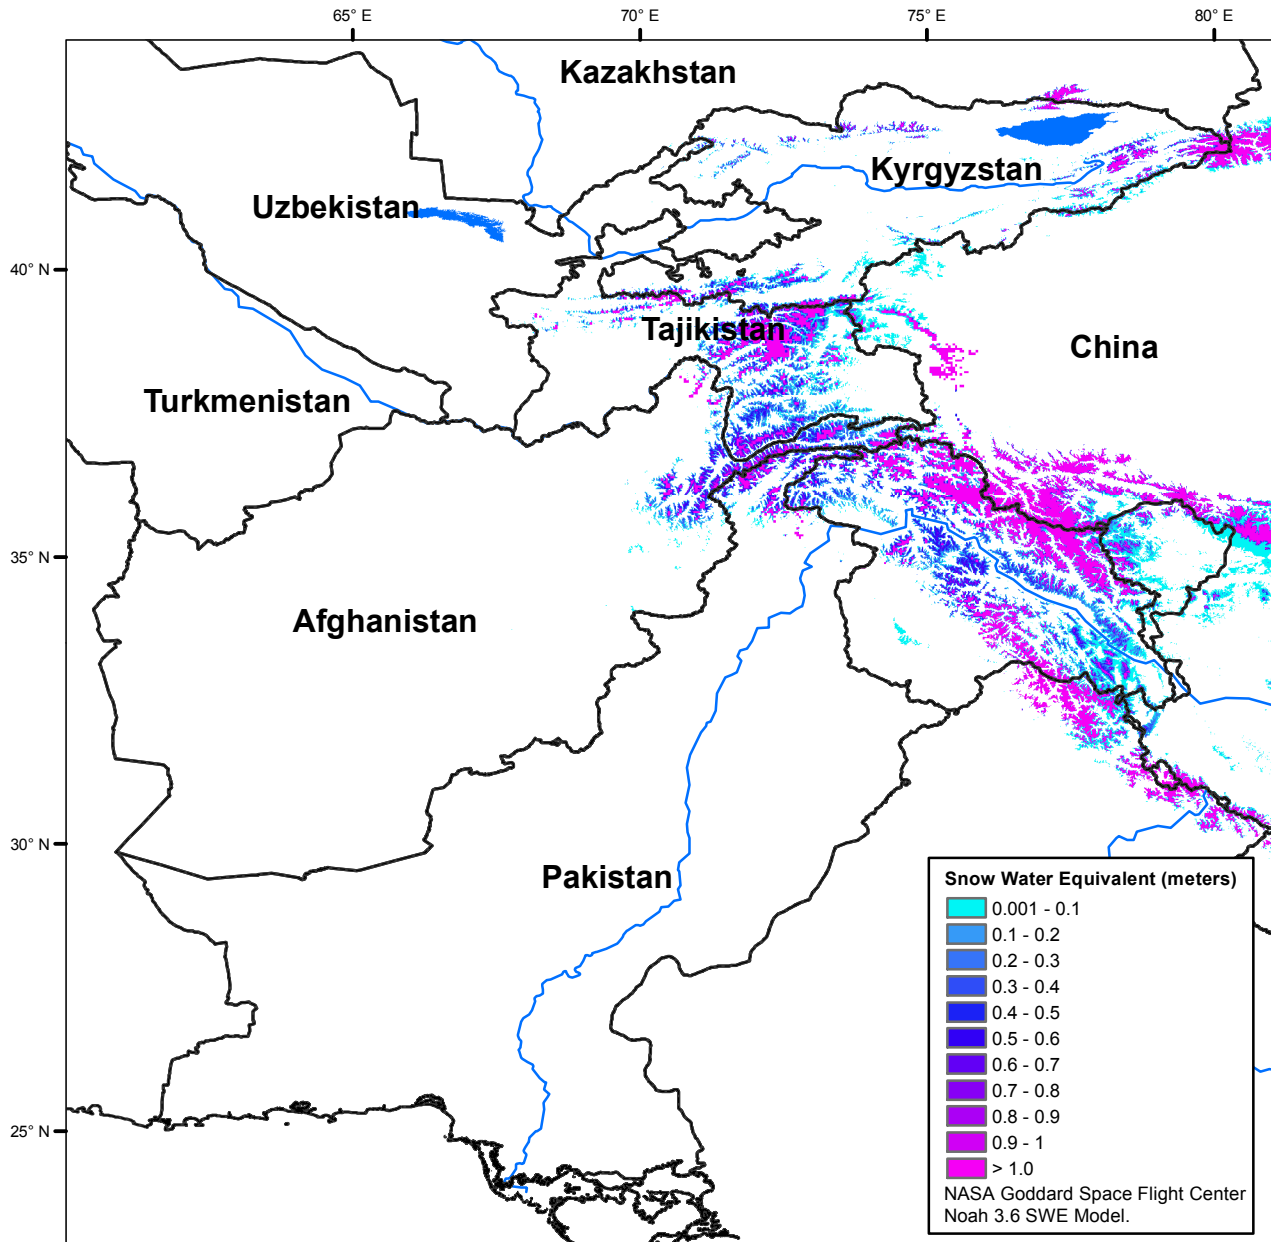 65° E
70° E
75° E
80° E
Kazakhstan
Kyrgyzstan
Uzbekistan
40° N
Tajikistan
China
Turkmenistan
35° N
Afghanistan
30° N
Pakistan
25° N
Snow Water Equivalent (meters)
0.001 - 0.1
0.1 - 0.2
0.2 - 0.3
0.3 - 0.4
0.4 - 0.5
0.5 - 0.6
0.6 - 0.7
0.7 - 0.8
0.8 - 0.9
0.9 - 1
> 1.0
NASA Goddard Space Flight Center
Noah 3.6 SWE Model.